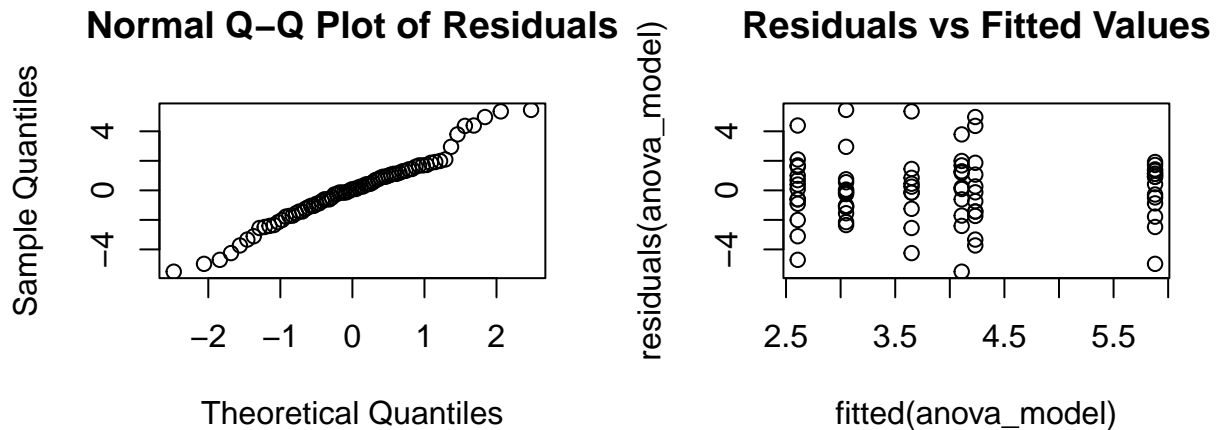 Normal Q−Q Plot of Residuals
Sample Quantiles
4
0
−4
−2 −1 0 1 2
Theoretical Quantiles
Residuals vs Fitted Values
residuals(anova_model)
4
0
−4
2.5 3.5 4.5 5.5
fitted(anova_model)